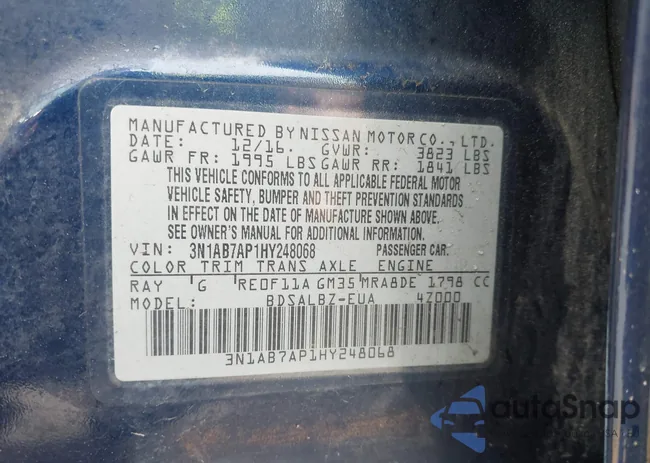 MANUFACTURED BY NISSAN MOTOR CO., LTD.
DATE: 12/16. GVWR: 3823 LBS
GAWR FR: 1995 LBS GAWR RR: 1841 LBS
THIS VEHICLE CONFORMS TO ALL APPLICABLE FEDERAL MOTOR
VEHICLE SAFETY, BUMPER AND THEFT PREVENTION STANDARDS
IN EFFECT ON THE DATE OF MANUFACTURE SHOWN ABOVE.
SEE OWNER'S MANUAL FOR ADDITIONAL INFORMATION.
VIN: 3N1AB7AP1HY248068 PASSENGER CAR.
COLOR TRIM TRANS AXLE ENGINE
RAY G RE0F11A GM35 MRA8DE 1798 CC
MODEL: BDSALBZ-EUA 4Z000
3N1AB7AP1HY248068
autoSnap